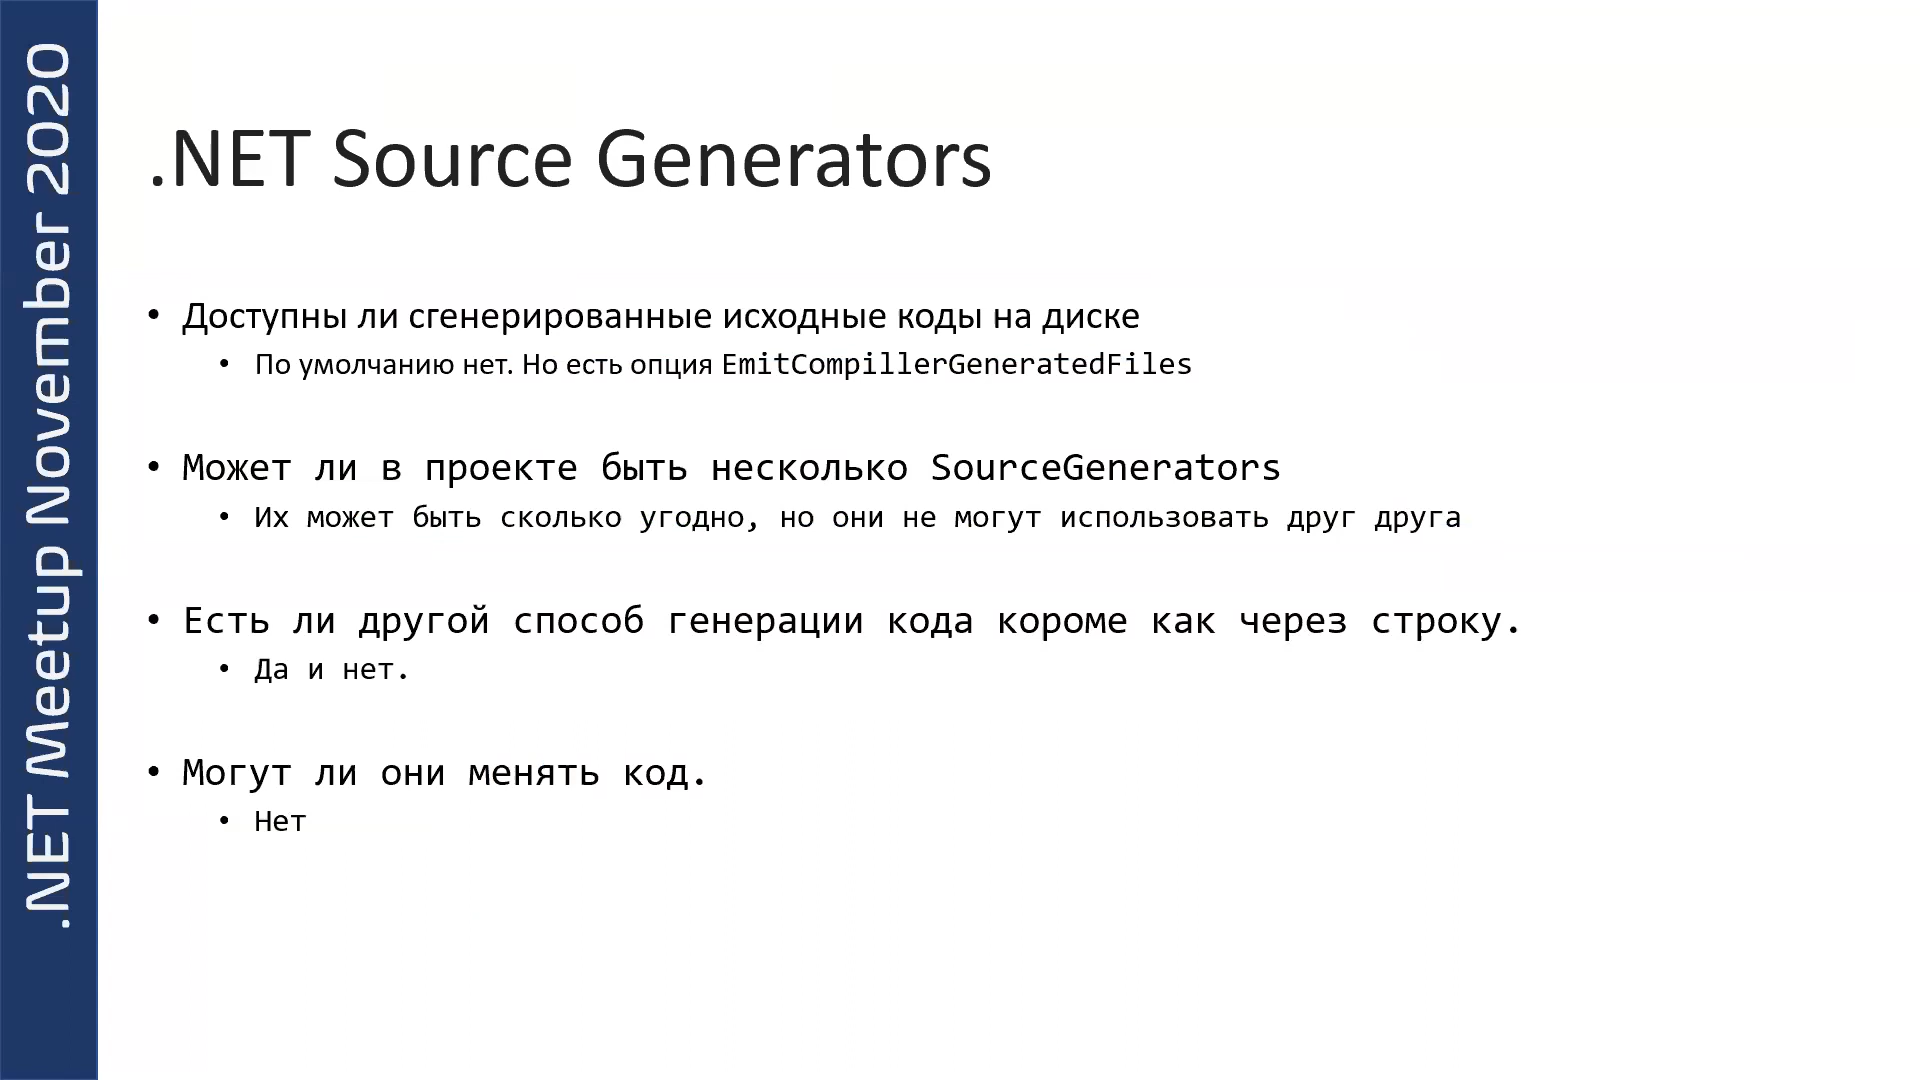 .NET Meetup November 2020
.NET Source Generators
• Доступны ли сгенерированные исходные коды на диске
• По умолчанию нет. Но есть опция EmitCompillerGeneratedFiles
• Может ли в проекте быть несколько SourceGenerators
• Их может быть сколько угодно, но они не могут использовать друг друга
• Есть ли другой способ генерации кода короме как через строку.
• Да и нет.
• Могут ли они менять код.
• Нет